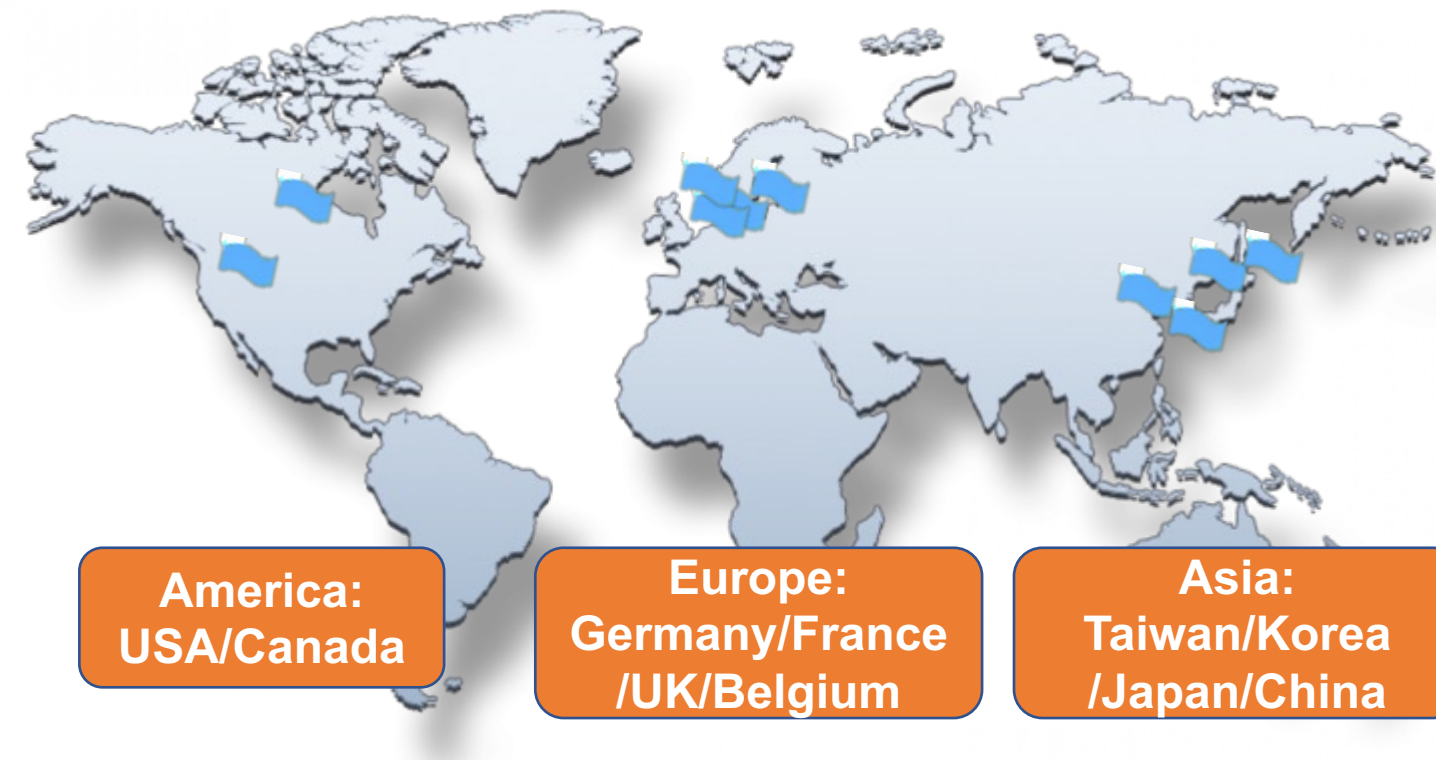 America:
USA/Canada
Europe:
Germany/France
/UK/Belgium
Asia:
Taiwan/Korea
/Japan/China